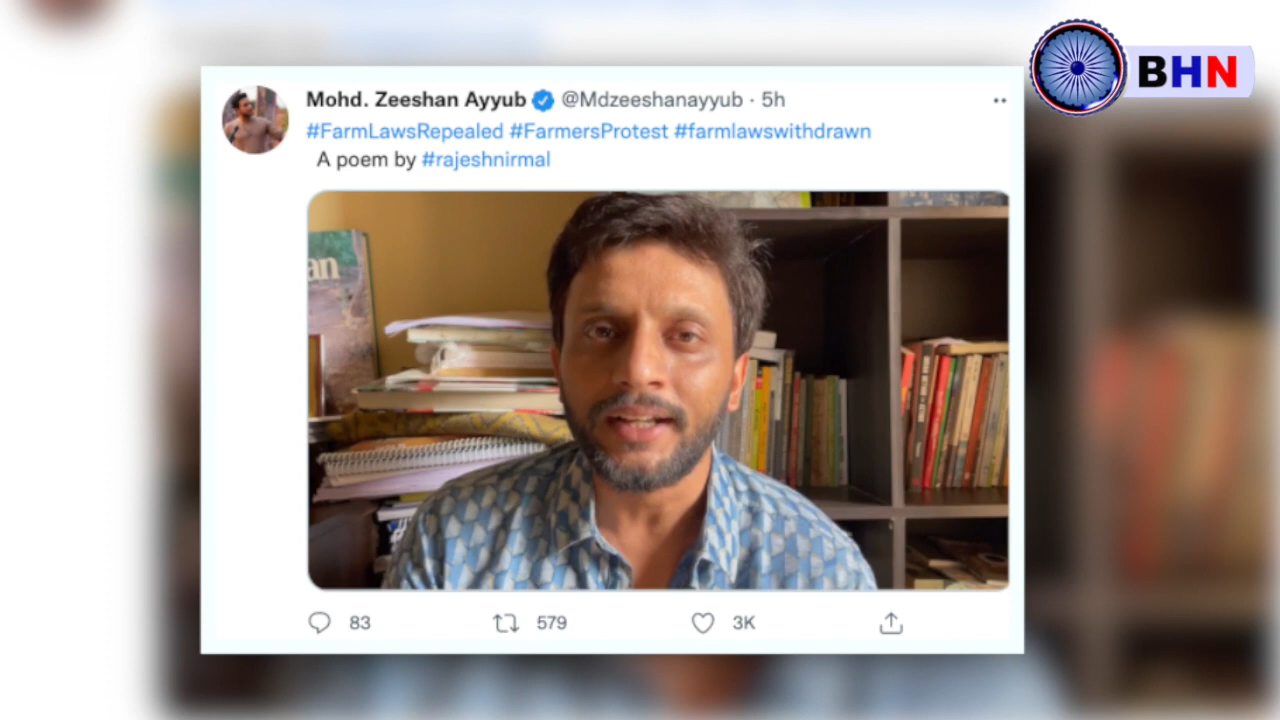 BHN
Mohd. Zeeshan Ayyub @Mdzeeshanayyub · 5h
#FarmLawsRepealed #FarmersProtest #farmlawswithdrawn
A poem by #rajeshnirmal
an
83 579 3K